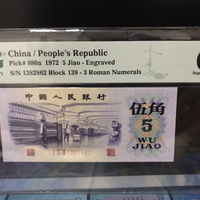 China / People's Republic
Pick# 880a 1972 5 Jiao - Engraved
S/N 1382862 Block 138 - 3 Roman Numerals
中国人民银行
伍角
5
WU JIAO